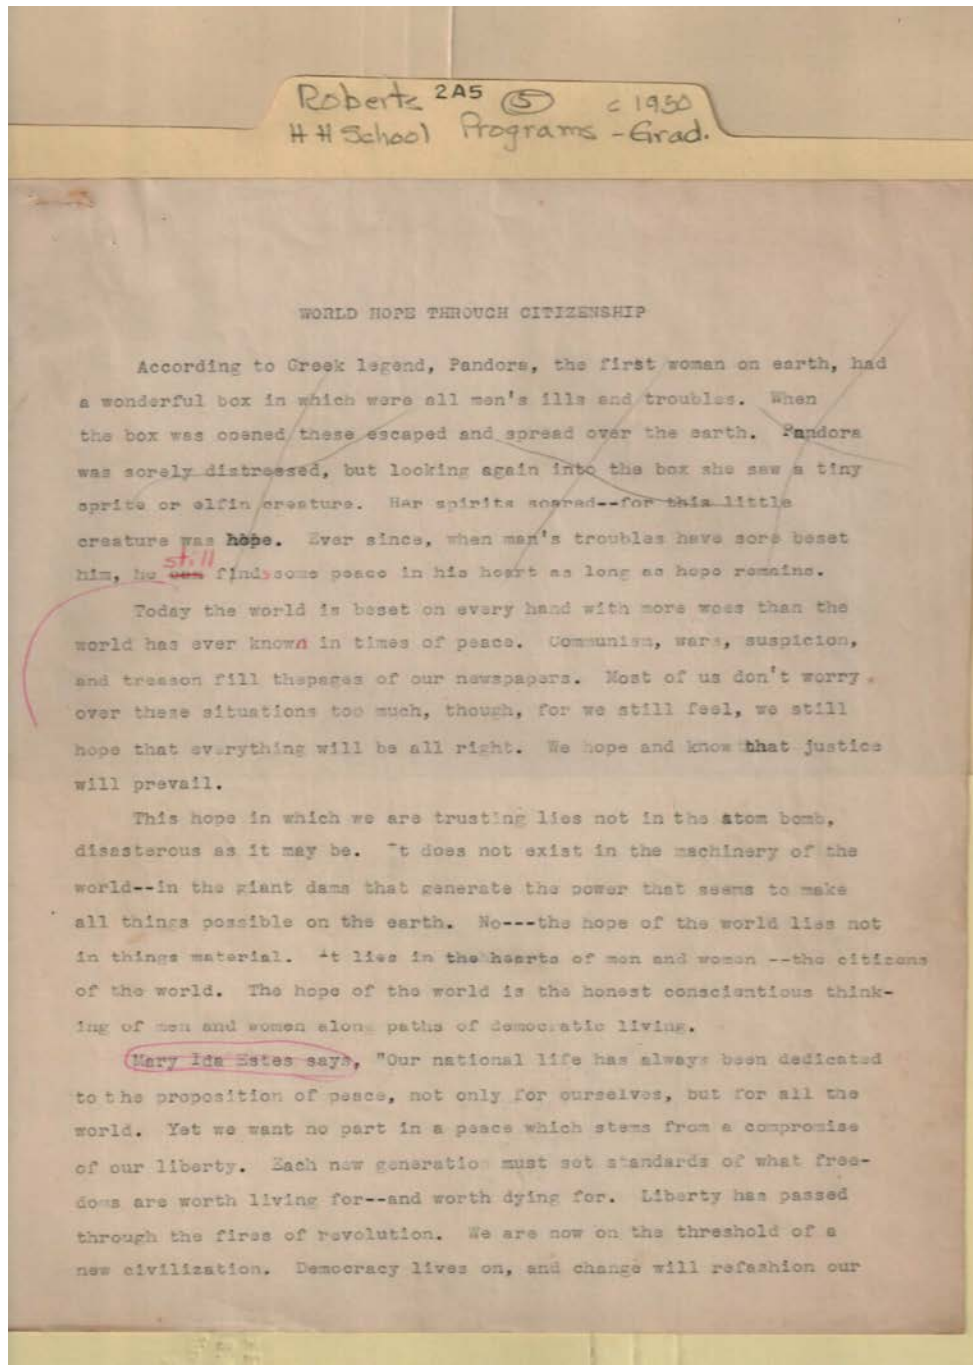 Roberts 2A5 5 c 1950
H H School Programs - Grad.
WORLD HOPE THROUGH CITIZENSHIP
According to Greek legend, Pandora, the first woman on earth, had
a wonderful box in which were all men's ills and troubles. When
the box was opened these escaped and spread over the earth. Pandora
was sorely distressed, but looking again into the box she saw a tiny
sprite or elfin creature. Her spirits soared--for this little
creature was hope. Ever since, when man's troubles have sore beset
still
him, he can finds some peace in his heart as long as hope remains.
Today the world is beset on every hand with more woes than the
world has ever known in times of peace. Communism, wars, suspicion,
and treason fill thepages of our newspapers. Most of us don't worry
over these situations too much, though, for we still feel, we still
hope that everything will be all right. We hope and know that justice
will prevail.
This hope in which we are trusting lies not in the atom bomb,
disasterous as it may be. It does not exist in the machinery of the
world--in the giant dams that generate the power that seems to make
all things possible on the earth. No---the hope of the world lies not
in things material. It lies in the hearts of men and women --the citizens
of the world. The hope of the world is the honest conscientious think-
ing of men and women along paths of democratic living.
Mary Ida Estes says, "Our national life has always been dedicated
to the proposition of peace, not only for ourselves, but for all the
world. Yet we want no part in a peace which stems from a compromise
of our liberty. Each new generation must set standards of what free-
doms are worth living for--and worth dying for. Liberty has passed
through the fires of revolution. We are now on the threshold of a
new civilization. Democracy lives on, and change will refashion our